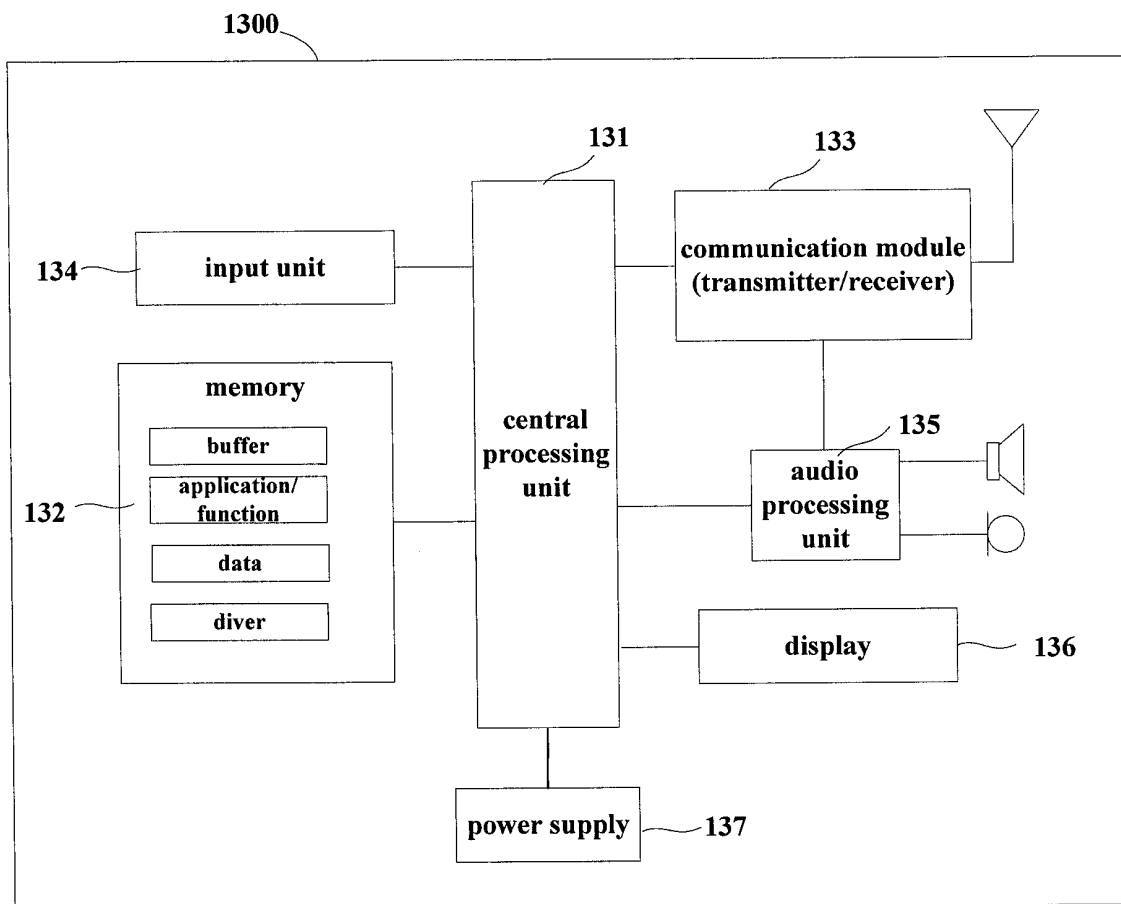 1300
131
133
134
input unit
communication module
(transmitter/receiver)
memory
buffer
application/
function
data
diver
132
central
processing
unit
135
audio
processing
unit
display
136
power supply
137